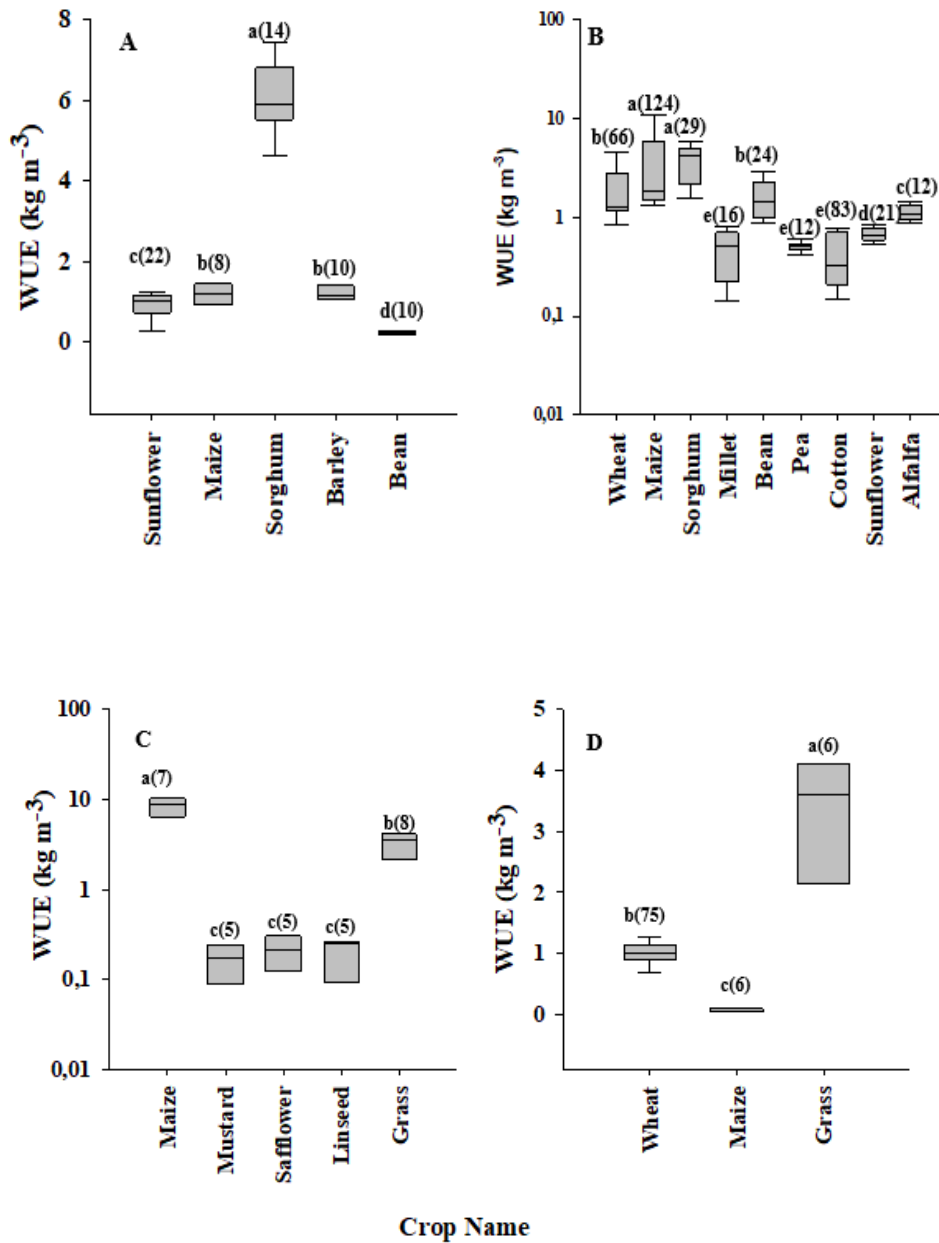 A
WUE (kg m⁻³)
8
6
4
2
0
c(22)
b(8)
a(14)
b(10)
d(10)
Sunflower
Maize
Sorghum
Barley
Bean
B
WUE (kg m⁻³)
100
10
1
0,1
0,01
b(66)
a(124)
a(29)
e(16)
b(24)
e(12)
e(83)
d(21)
c(12)
Wheat
Maize
Sorghum
Millet
Bean
Pea
Cotton
Sunflower
Alfalfa
C
WUE (kg m⁻³)
100
10
1
0,1
0,01
a(7)
c(5)
c(5)
c(5)
b(8)
Maize
Mustard
Safflower
Linseed
Grass
D
WUE (kg m⁻³)
5
4
3
2
1
0
b(75)
c(6)
a(6)
Wheat
Maize
Grass
Crop Name